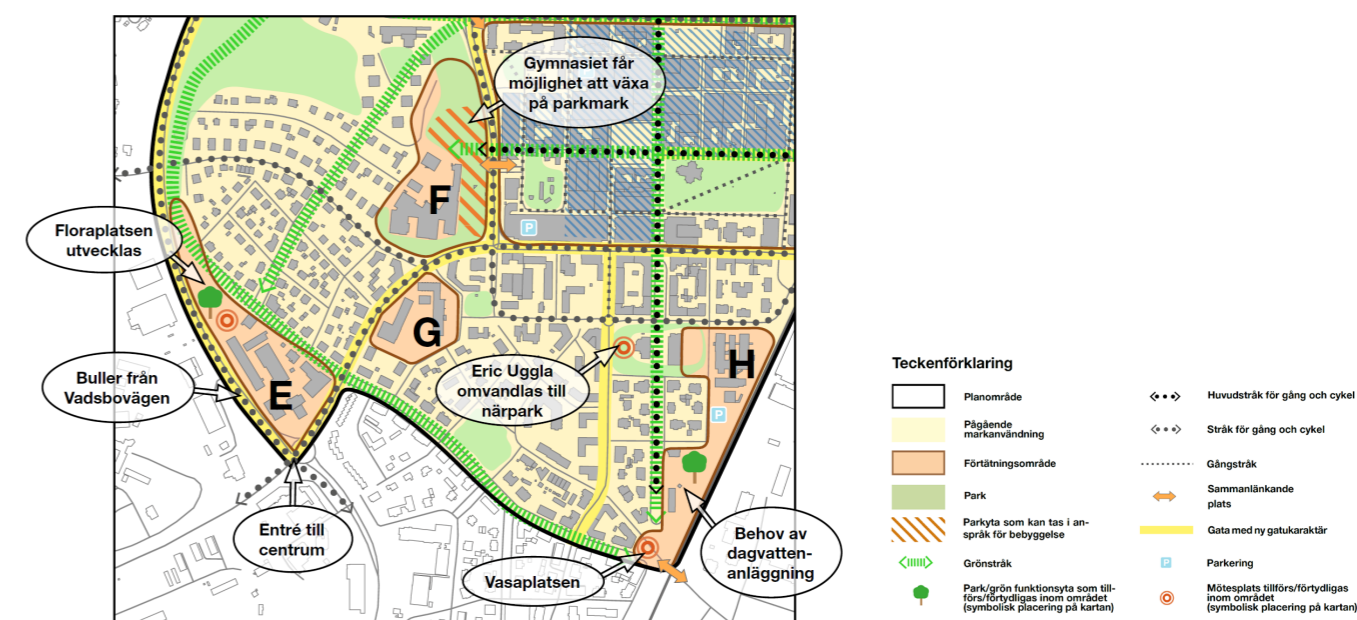 Gymnasiet får
möjlighet att växa
på parkmark
F
P
Floraplatsen
utvecklas
G
Eric Uggla
omvandlas till
närpark
H
Buller från
Vadsbovägen
E
P
Entré till
centrum
Vasaplatsen
Behov av
dagvatten-
anläggning
Teckenförklaring
Planområde
Pågående
markanvändning
Förtätningsområde
Park
Parkyta som kan tas i an-
språk för bebyggelse
Grönstråk
Park/grön funktionsyta som till-
förs/förtydligas inom området
(symbolisk placering på kartan)
Huvudstråk för gång och cykel
Stråk för gång och cykel
Gångstråk
Sammanlänkande
plats
Gata med ny gatukaraktär
P
Parkering
Mötesplats tillförs/förtydligas
inom området
(symbolisk placering på kartan)